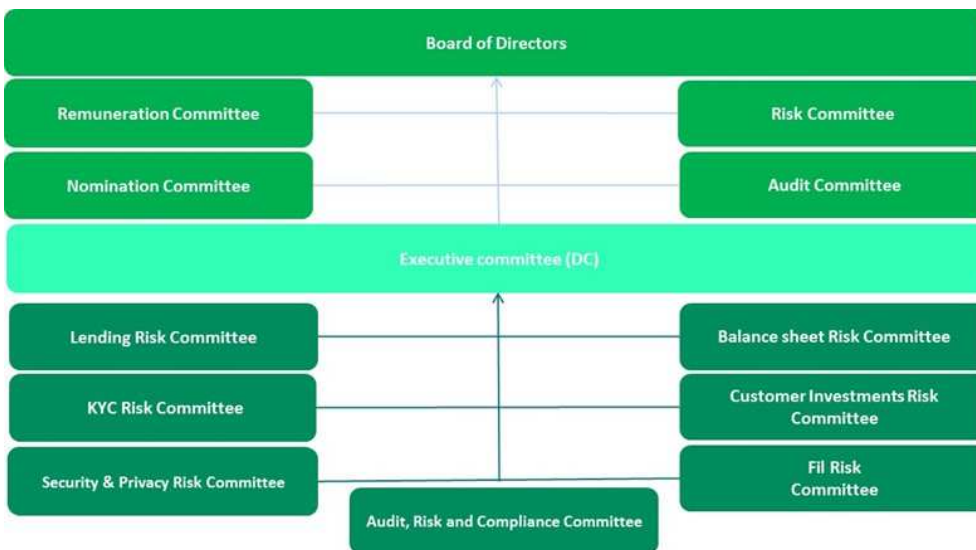 Board of Directors
Remuneration Committee
Risk Committee
Nomination Committee
Audit Committee
Executive committee (DC)
Lending Risk Committee
Balance sheet Risk Committee
KYC Risk Committee
Customer Investments Risk
Committee
Security & Privacy Risk Committee
Fil Risk
Committee
Audit, Risk and Compliance Committee